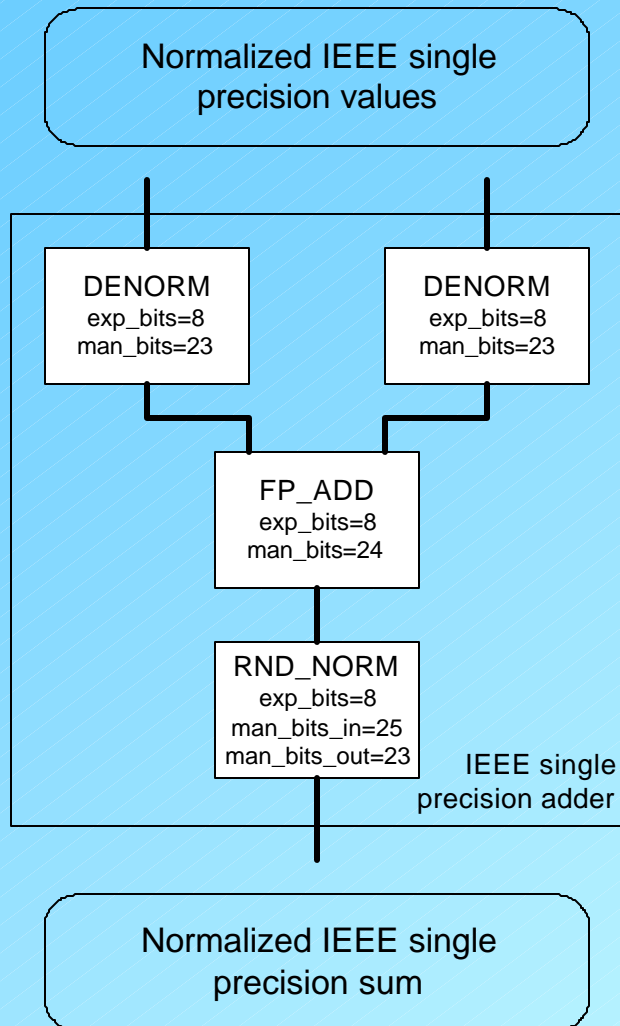 Normalized IEEE single
precision values
DENORM
exp_bits=8
man_bits=23
DENORM
exp_bits=8
man_bits=23
FP_ADD
exp_bits=8
man_bits=24
RND_NORM
exp_bits=8
man_bits_in=25
man_bits_out=23
IEEE single
precision adder
Normalized IEEE single
precision sum